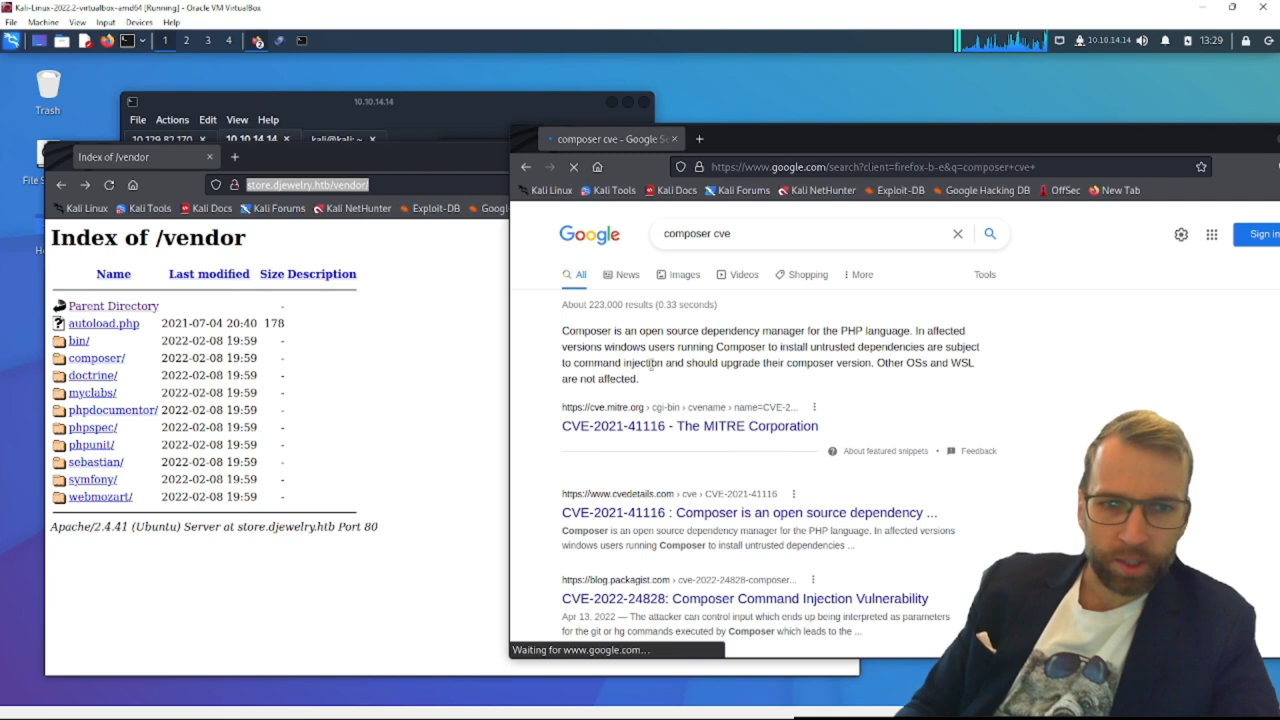 Kali-Linux-2022.2-virtualbox-amd64 [Running] - Oracle VM VirtualBox
File Machine View Input Devices Help
1 2 3 4
10.10.14.14
13:29
Trash
10.10.14.14
File Actions Edit View Help
10.129.82.170 10.10.14.14 kali@kali: ~
Index of /vendor
store.djewelry.htb/vendor/
Kali Linux Kali Tools Kali Docs Kali Forums Kali NetHunter Exploit-DB Googl
Index of /vendor
Name Last modified Size Description
Parent Directory -
autoload.php 2021-07-04 20:40 178
bin/ 2022-02-08 19:59 -
composer/ 2022-02-08 19:59 -
doctrine/ 2022-02-08 19:59 -
myclabs/ 2022-02-08 19:59 -
phpdocumentor/ 2022-02-08 19:59 -
phpspec/ 2022-02-08 19:59 -
phpunit/ 2022-02-08 19:59 -
sebastian/ 2022-02-08 19:59 -
symfony/ 2022-02-08 19:59 -
webmozart/ 2022-02-08 19:59 -
Apache/2.4.41 (Ubuntu) Server at store.djewelry.htb Port 80
composer cve - Google Se
https://www.google.com/search?client=firefox-b-e&q=composer+cve+
Kali Linux Kali Tools Kali Docs Kali Forums Kali NetHunter Exploit-DB Google Hacking DB OffSec New Tab
Google
composer cve
Sign in
All News Images Videos Shopping More Tools
About 223,000 results (0.33 seconds)
Composer is an open source dependency manager for the PHP language. In affected
versions windows users running Composer to install untrusted dependencies are subject
to command injection and should upgrade their composer version. Other OSs and WSL
are not affected.
https://cve.mitre.org › cgi-bin › cvename › name=CVE-2...
CVE-2021-41116 - The MITRE Corporation
About featured snippets • Feedback
https://www.cvedetails.com › cve › CVE-2021-41116
CVE-2021-41116 : Composer is an open source dependency ...
Composer is an open source dependency manager for the PHP language. In affected
versions windows users running Composer to install untrusted dependencies ...
https://blog.packagist.com › cve-2022-24828-composer...
CVE-2022-24828: Composer Command Injection Vulnerability
Apr 13, 2022 — The attacker can control input which ends up being interpreted as parameters
for the git or hg commands executed by Composer which leads to the ...
Waiting for www.google.com...